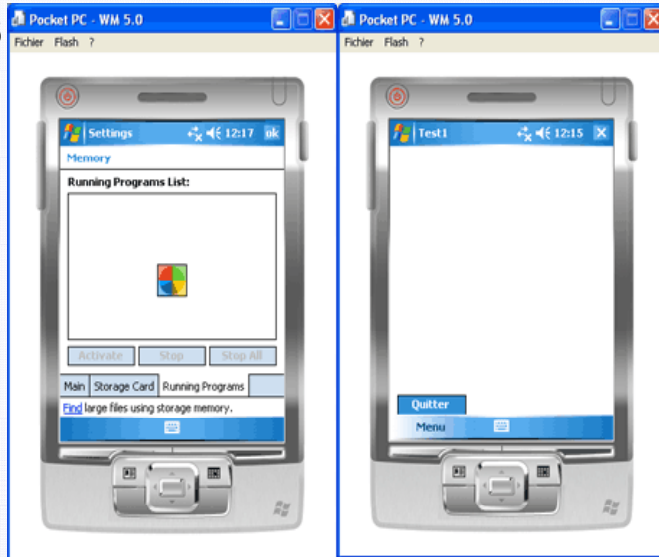 Pocket PC - WM 5.0
Fichier Flash ?
Settings 12:17 ok
Memory
Running Programs List:
Activate Stop Stop All
Main Storage Card Running Programs
Find large files using storage memory.
Pocket PC - WM 5.0
Fichier Flash ?
Test1 12:15
Quitter
Menu